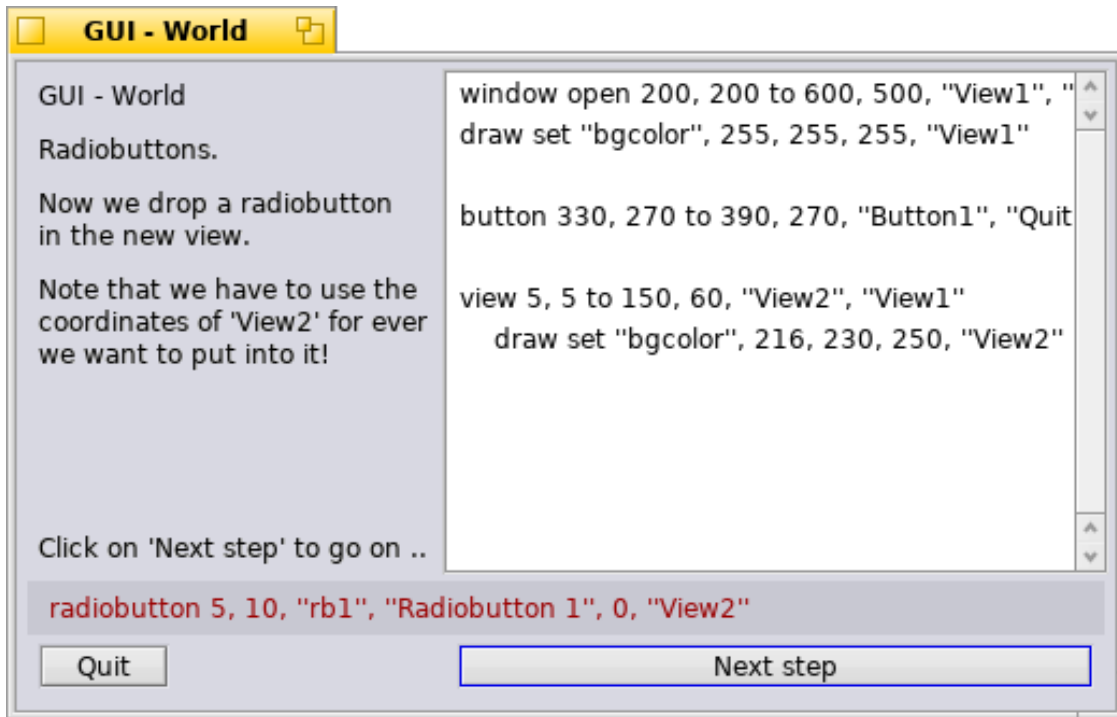 GUI - World
GUI - World
Radiobuttons.
Now we drop a radiobutton
in the new view.
Note that we have to use the
coordinates of 'View2' for ever
we want to put into it!
Click on 'Next step' to go on ..
window open 200, 200 to 600, 500, "View1", "
draw set "bgcolor", 255, 255, 255, "View1"
button 330, 270 to 390, 270, "Button1", "Quit
view 5, 5 to 150, 60, "View2", "View1"
draw set "bgcolor", 216, 230, 250, "View2"
radiobutton 5, 10, "rb1", "Radiobutton 1", 0, "View2"
Quit
Next step